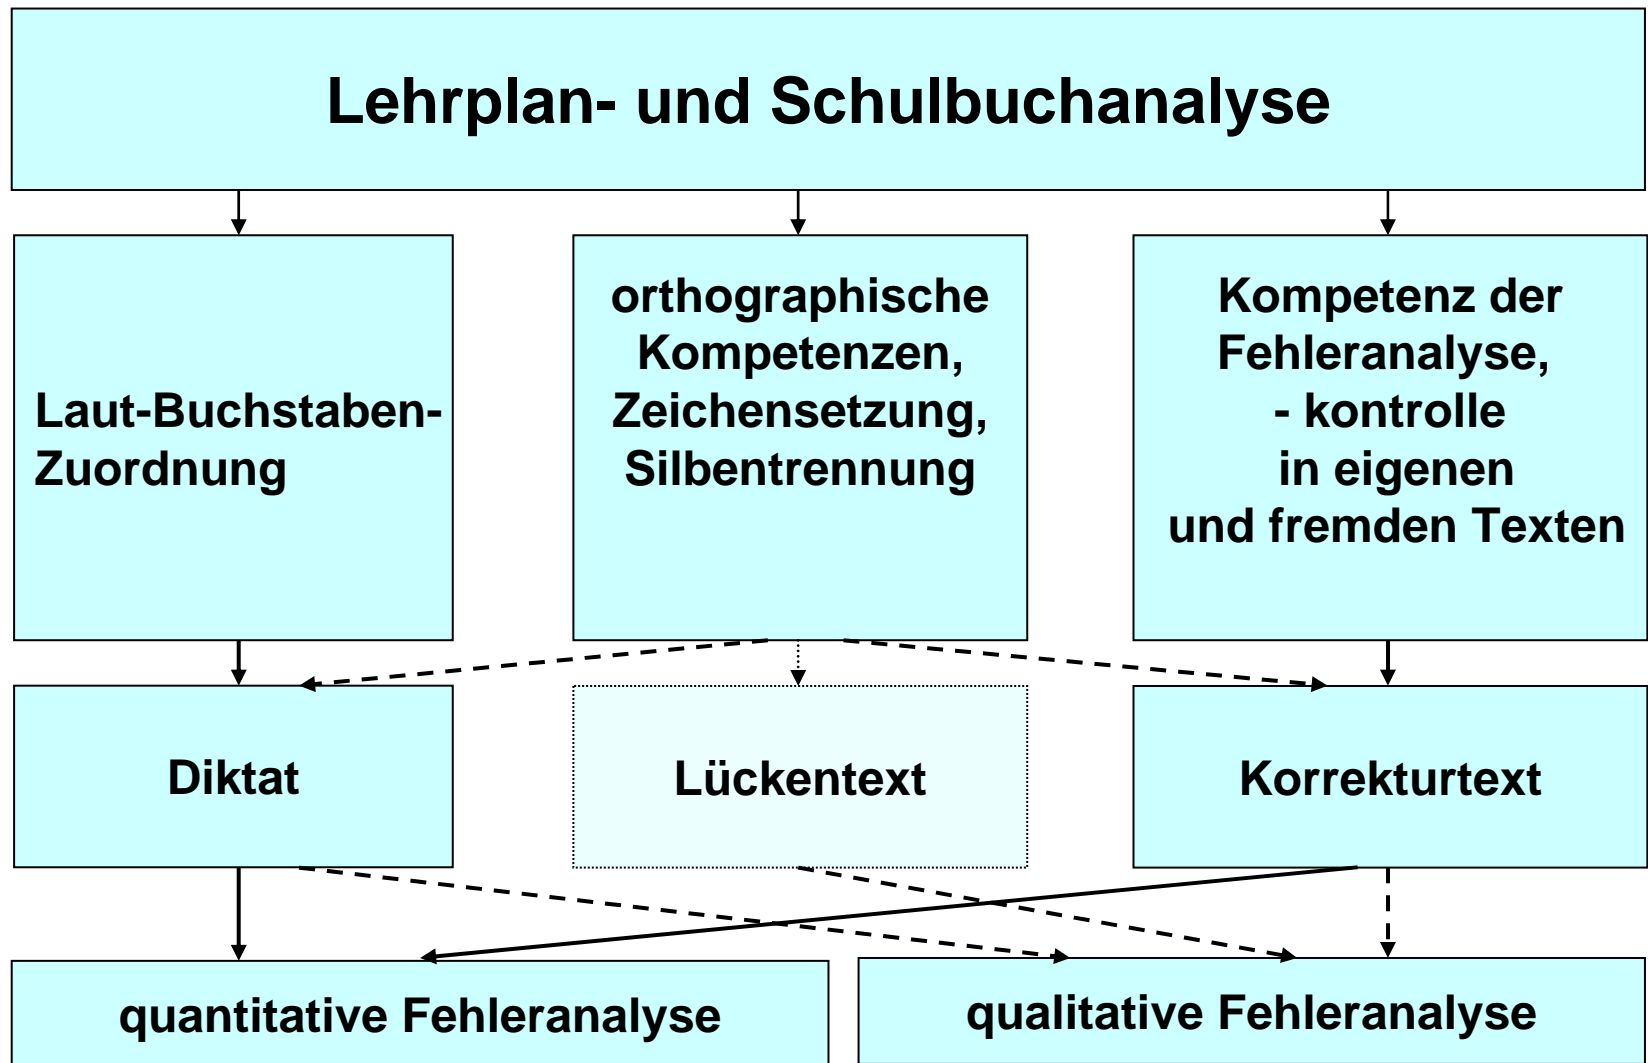 Lehrplan- und Schulbuchanalyse
Laut-Buchstaben-
Zuordnung
orthographische
Kompetenzen,
Zeichensetzung,
Silbentrennung
Kompetenz der
Fehleranalyse,
- kontrolle
in eigenen
und fremden Texten
Diktat
Lückentext
Korrekturtext
quantitative Fehleranalyse
qualitative Fehleranalyse